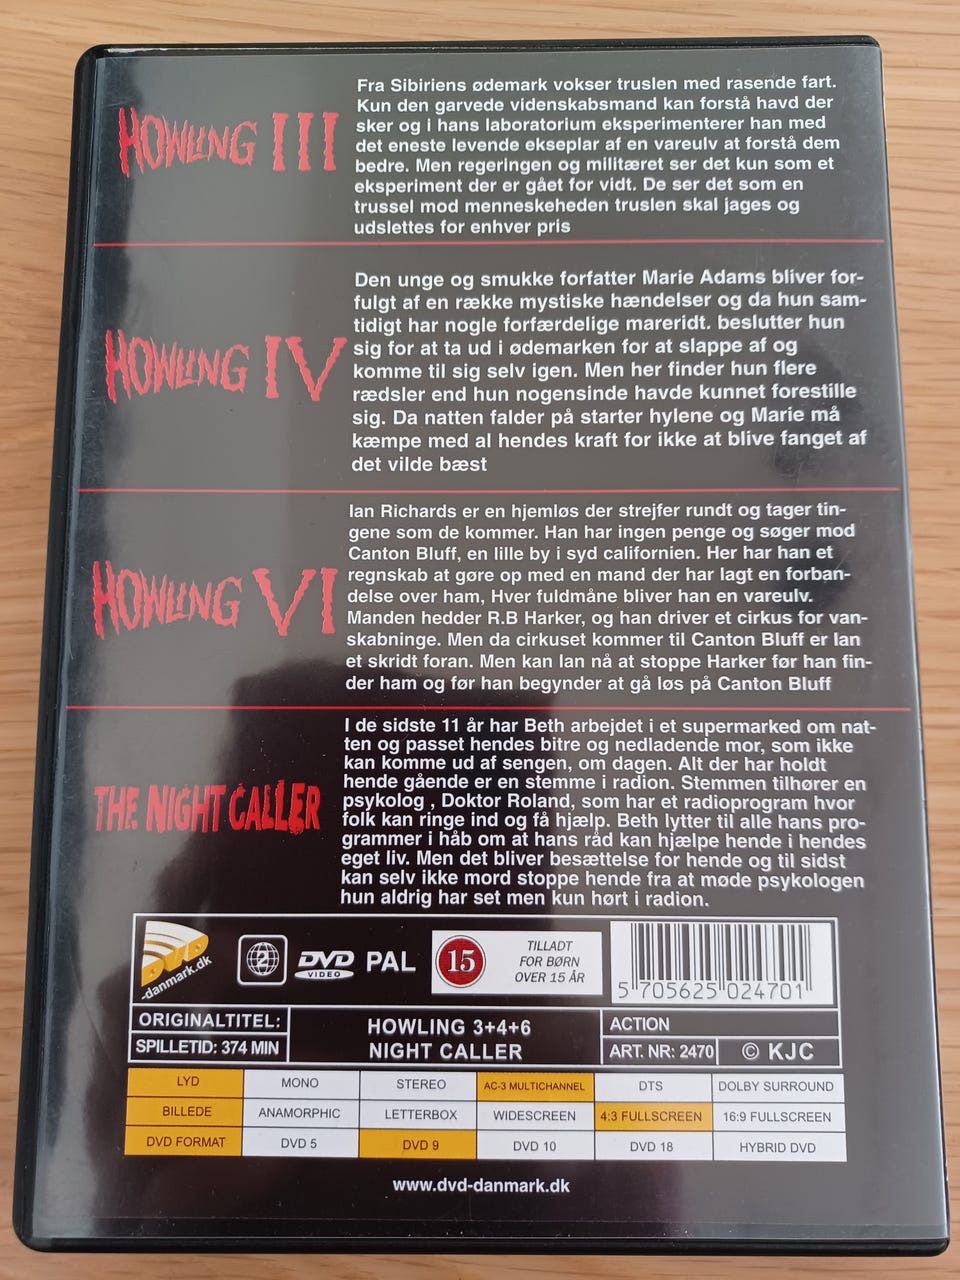 HOWLING III
Fra Sibiriens ødemark vokser truslen med rasende fart.
Kun den garvede videnskabsmand kan forstå havd der
sker og i hans laboratorium eksperimenterer han med
det eneste levende ekseplar af en vareulv at forstå dem
bedre. Men regeringen og militæret ser det kun som et
eksperiment der er gået for vidt. De ser det som en
trussel mod menneskeheden truslen skal jages og
udslettes for enhver pris
HOWLING IV
Den unge og smukke forfatter Marie Adams bliver for-
fulgt af en række mystiske hændelser og da hun sam-
tidigt har nogle forfærdelige mareridt. beslutter hun
sig for at ta ud i ødemarken for at slappe af og
komme til sig selv igen. Men her finder hun flere
rædsler end hun nogensinde havde kunnet forestille
sig. Da natten falder på starter hylene og Marie må
kæmpe med al hendes kraft for ikke at blive fanget af
det vilde bæst
HOWLING VI
Ian Richards er en hjemløs der strejfer rundt og tager tin-
gene som de kommer. Han har ingen penge og søger mod
Canton Bluff, en lille by i syd californien. Her har han et
regnskab at gøre op med en mand der har lagt en forban-
delse over ham, Hver fuldmåne bliver han en vareulv.
Manden hedder R.B Harker, og han driver et cirkus for van-
skabninge. Men da cirkuset kommer til Canton Bluff er Ian
et skridt foran. Men kan Ian nå at stoppe Harker før han fin-
der ham og før han begynder at gå løs på Canton Bluff
THE NIGHT CALLER
I de sidste 11 år har Beth arbejdet i et supermarked om nat-
ten og passet hendes bitre og nedladende mor, som ikke
kan komme ud af sengen, om dagen. Alt der har holdt
hende gående er en stemme i radion. Stemmen tilhører en
psykolog , Doktor Roland, som har et radioprogram hvor
folk kan ringe ind og få hjælp. Beth lytter til alle hans pro-
grammer i håb om at hans råd kan hjælpe hende i hendes
eget liv. Men det bliver besættelse for hende og til sidst
kan selv ikke mord stoppe hende fra at møde psykologen
hun aldrig har set men kun hørt i radion.
DVD
-danmark.dk
2
DVD
VIDEO
PAL
15
TILLADT
FOR BØRN
OVER 15 ÅR
5 705625 024701
ORIGINALTITEL:
SPILLETID: 374 MIN
HOWLING 3+4+6
NIGHT CALLER
ACTION
ART. NR: 2470
© KJC
LYD MONO STEREO AC-3 MULTICHANNEL DTS DOLBY SURROUND
BILLEDE ANAMORPHIC LETTERBOX WIDESCREEN 4:3 FULLSCREEN 16:9 FULLSCREEN
DVD FORMAT DVD 5 DVD 9 DVD 10 DVD 18 HYBRID DVD
www.dvd-danmark.dk